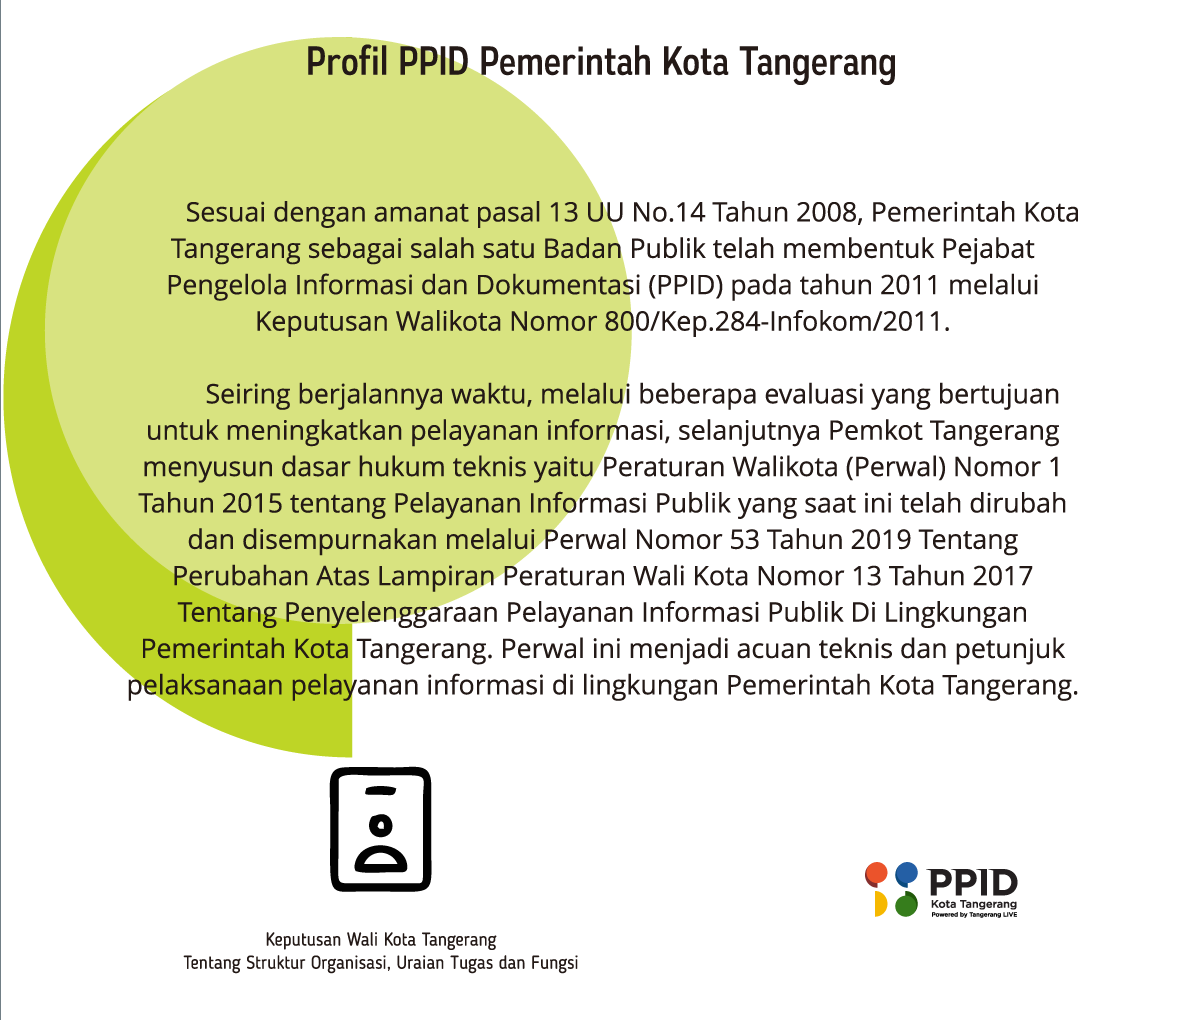 Profil PPID Pemerintah Kota Tangerang
Sesuai dengan amanat pasal 13 UU No.14 Tahun 2008, Pemerintah Kota
Tangerang sebagai salah satu Badan Publik telah membentuk Pejabat
Pengelola Informasi dan Dokumentasi (PPID) pada tahun 2011 melalui
Keputusan Walikota Nomor 800/Kep.284-Infokom/2011.
Seiring berjalannya waktu, melalui beberapa evaluasi yang bertujuan
untuk meningkatkan pelayanan informasi, selanjutnya Pemkot Tangerang
menyusun dasar hukum teknis yaitu Peraturan Walikota (Perwal) Nomor 1
Tahun 2015 tentang Pelayanan Informasi Publik yang saat ini telah dirubah
dan disempurnakan melalui Perwal Nomor 53 Tahun 2019 Tentang
Perubahan Atas Lampiran Peraturan Wali Kota Nomor 13 Tahun 2017
Tentang Penyelenggaraan Pelayanan Informasi Publik Di Lingkungan
Pemerintah Kota Tangerang. Perwal ini menjadi acuan teknis dan petunjuk
pelaksanaan pelayanan informasi di lingkungan Pemerintah Kota Tangerang.
Keputusan Wali Kota Tangerang
Tentang Struktur Organisasi, Uraian Tugas dan Fungsi
PPID
Kota Tangerang
Powered by Tangerang LIVE